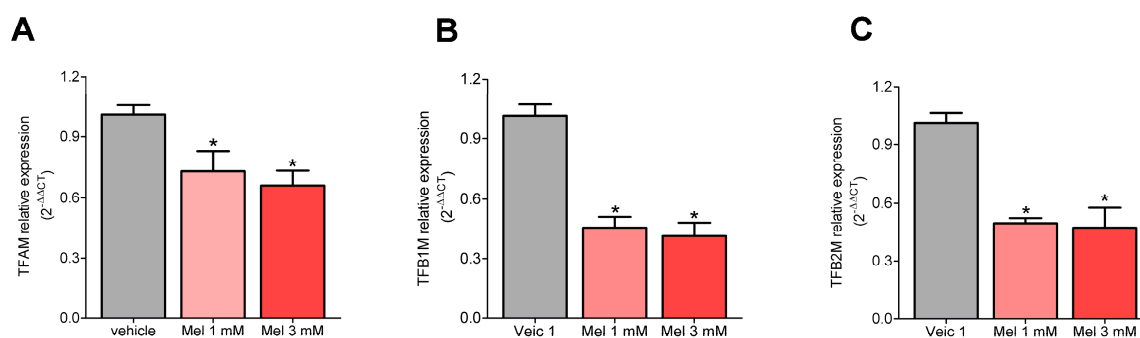 A
B
C
TFAM relative expression
(2-ΔΔCT)
1.2
0.9
0.6
0.3
0.0
*
*
vehicle
Mel 1 mM
Mel 3 mM
TFB1M relative expression
(2-ΔΔCT)
1.2
0.9
0.6
0.3
0.0
*
*
Veic 1
Mel 1 mM
Mel 3 mM
TFB2M relative expression
(2-ΔΔCT)
1.2
0.9
0.6
0.3
0.0
*
*
Veic 1
Mel 1 mM
Mel 3 mM